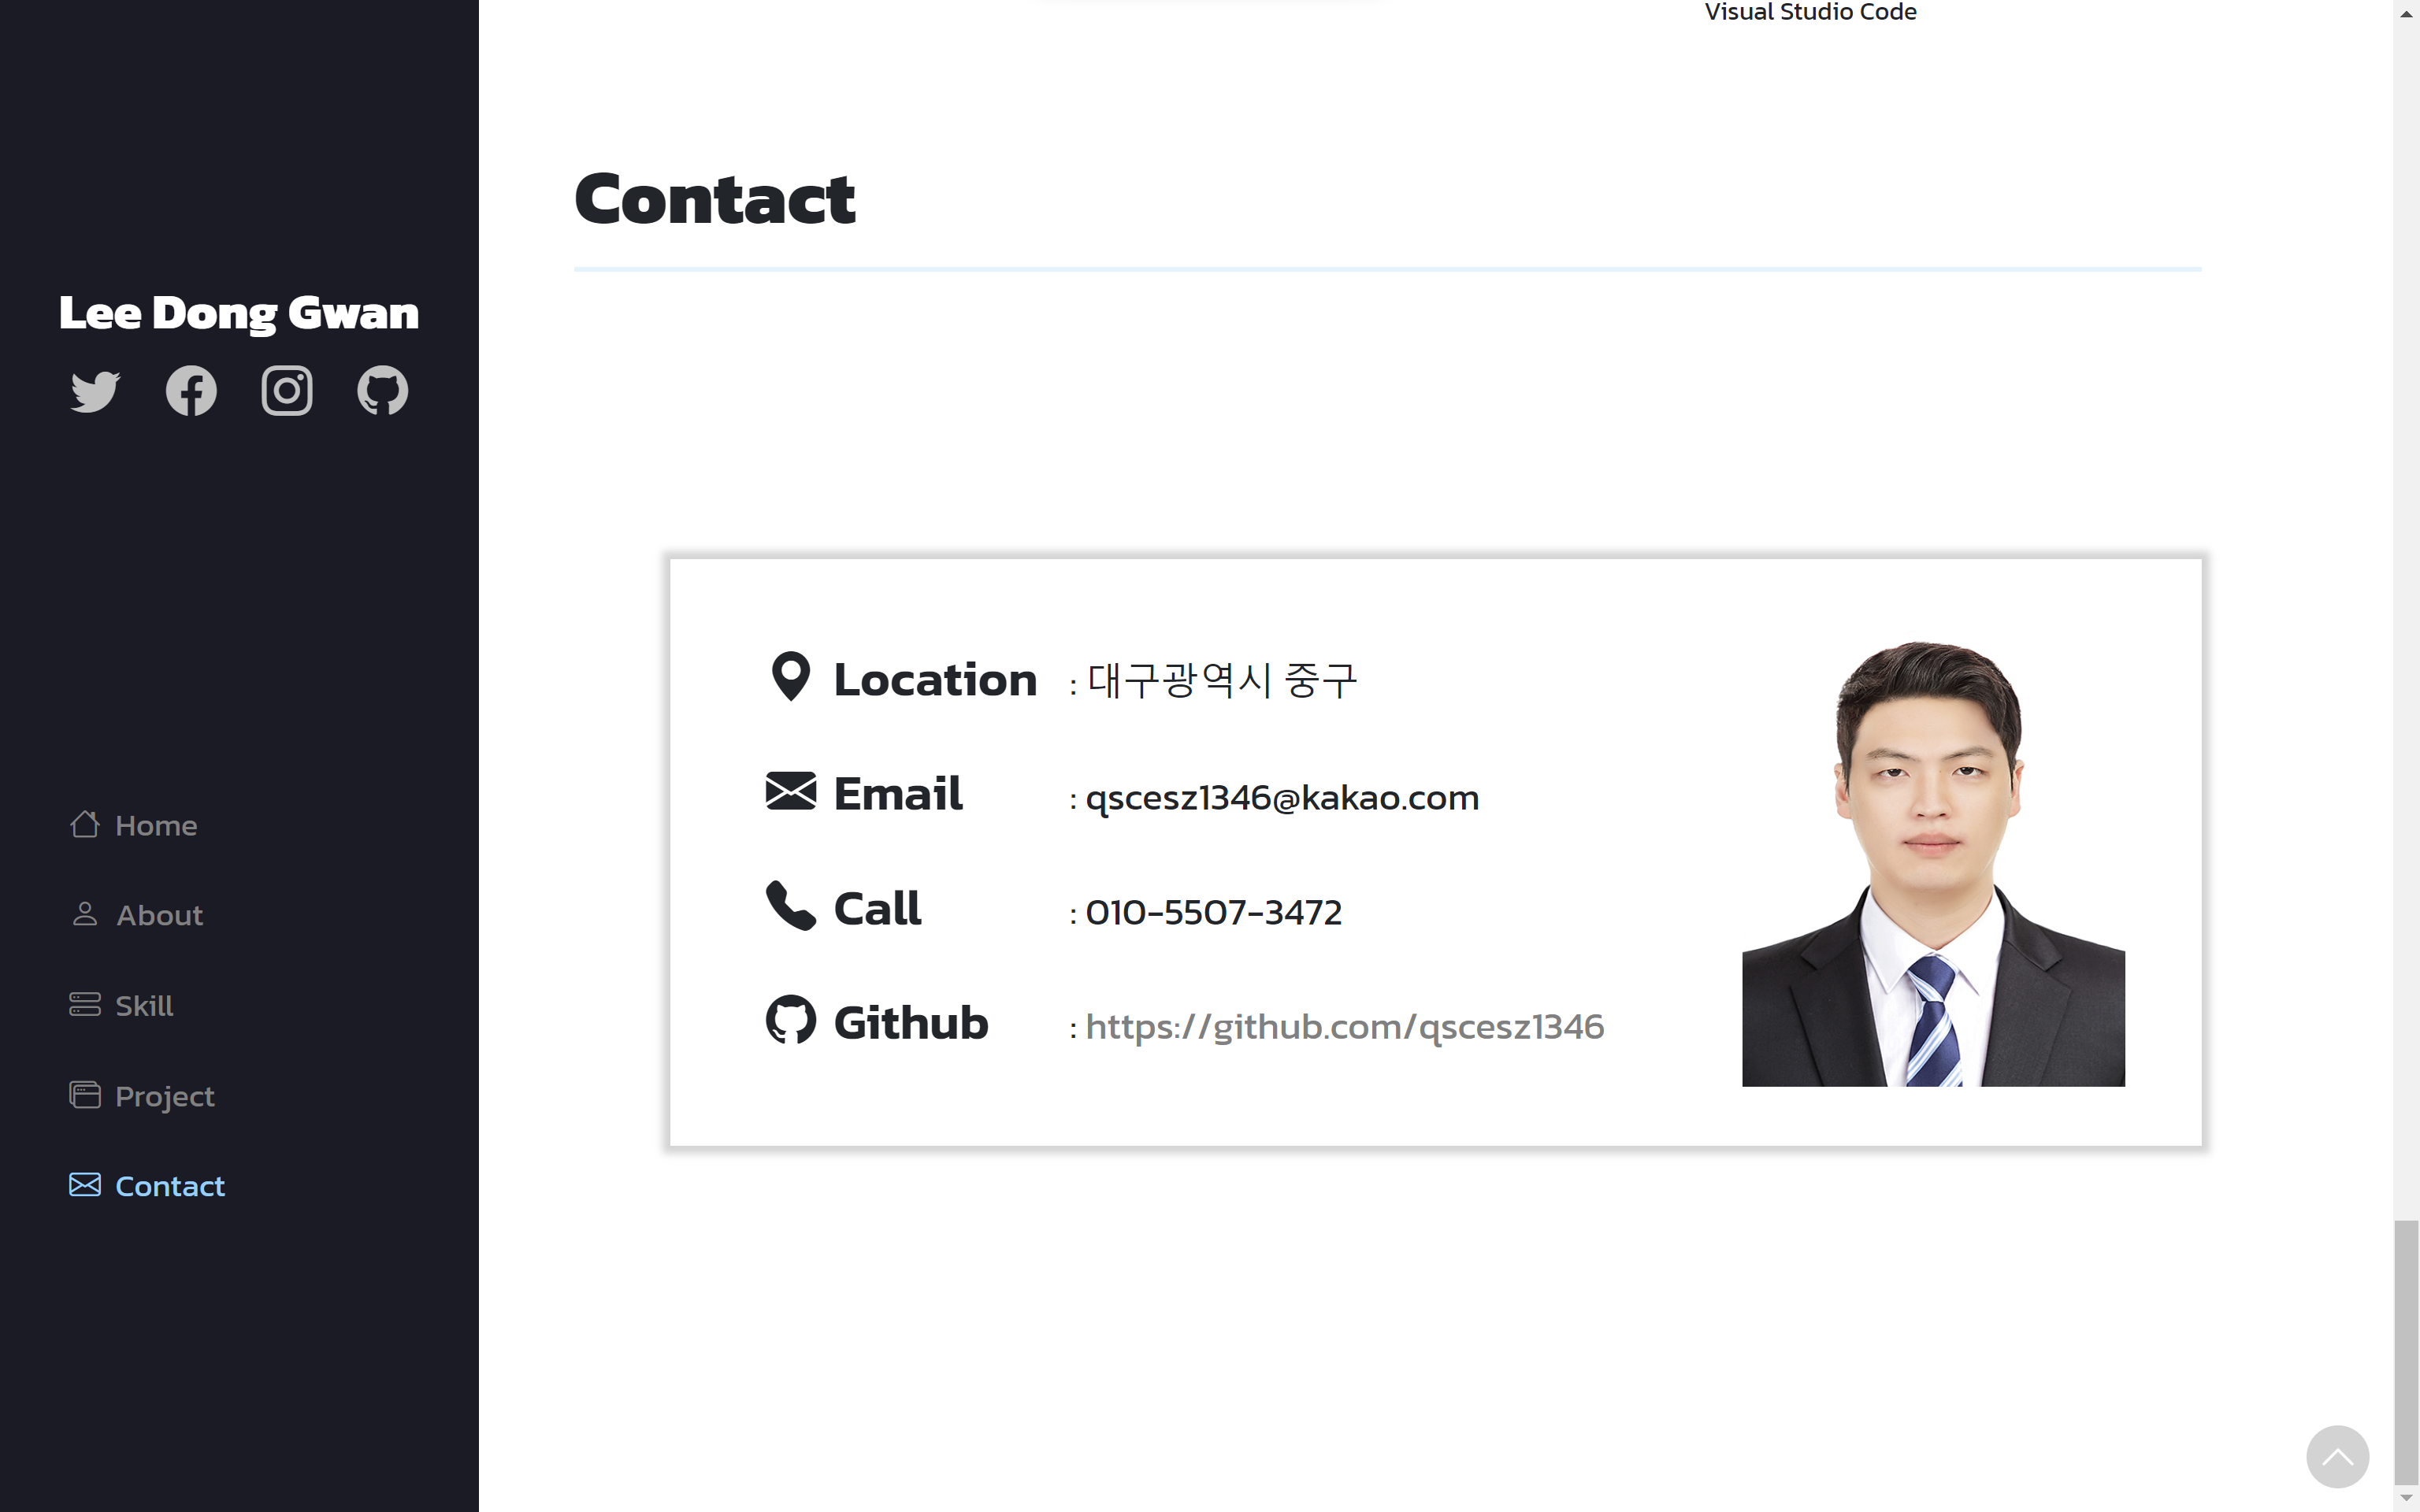 Visual Studio Code
Lee Dong Gwan
Home
About
Skill
Project
Contact
Contact
Location : 대구광역시 중구
Email : qscesz1346@kakao.com
Call : 010-5507-3472
Github : https://github.com/qscesz1346